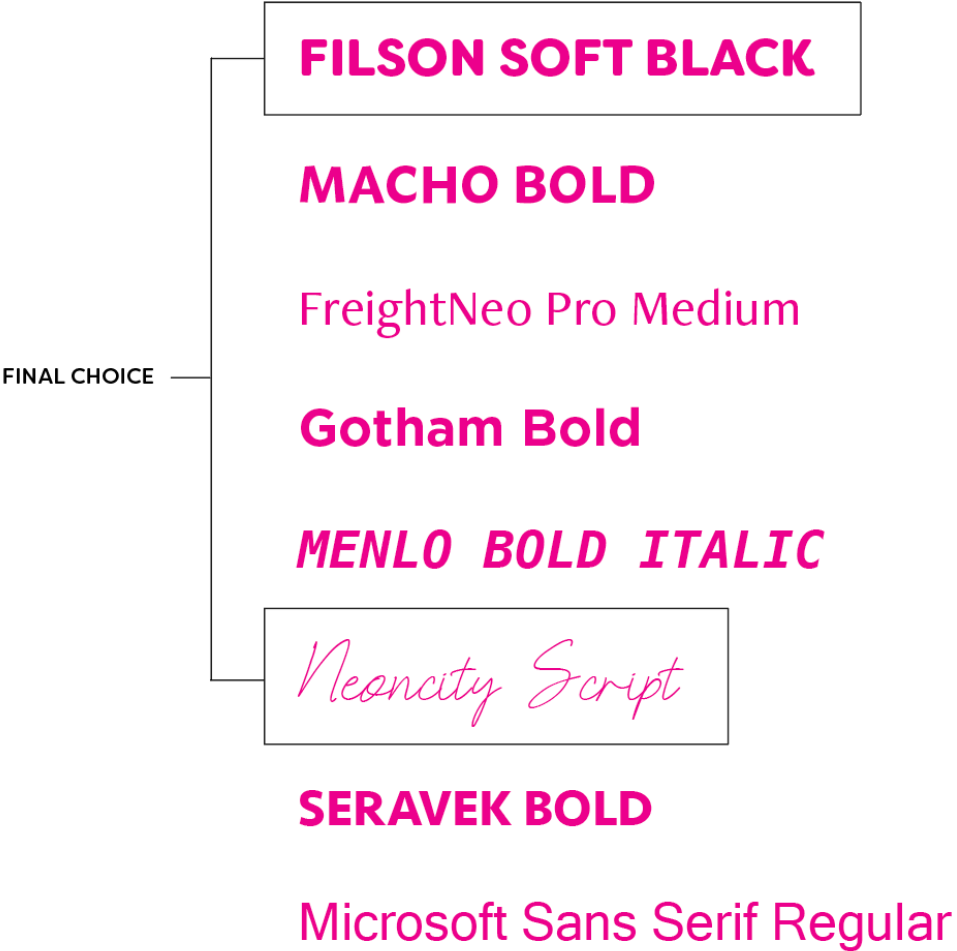 FILSON SOFT BLACK
MACHO BOLD
FreightNeo Pro Medium
FINAL CHOICE
Gotham Bold
MENLO BOLD ITALIC
Neoncity Script
SERAVEK BOLD
Microsoft Sans Serif Regular